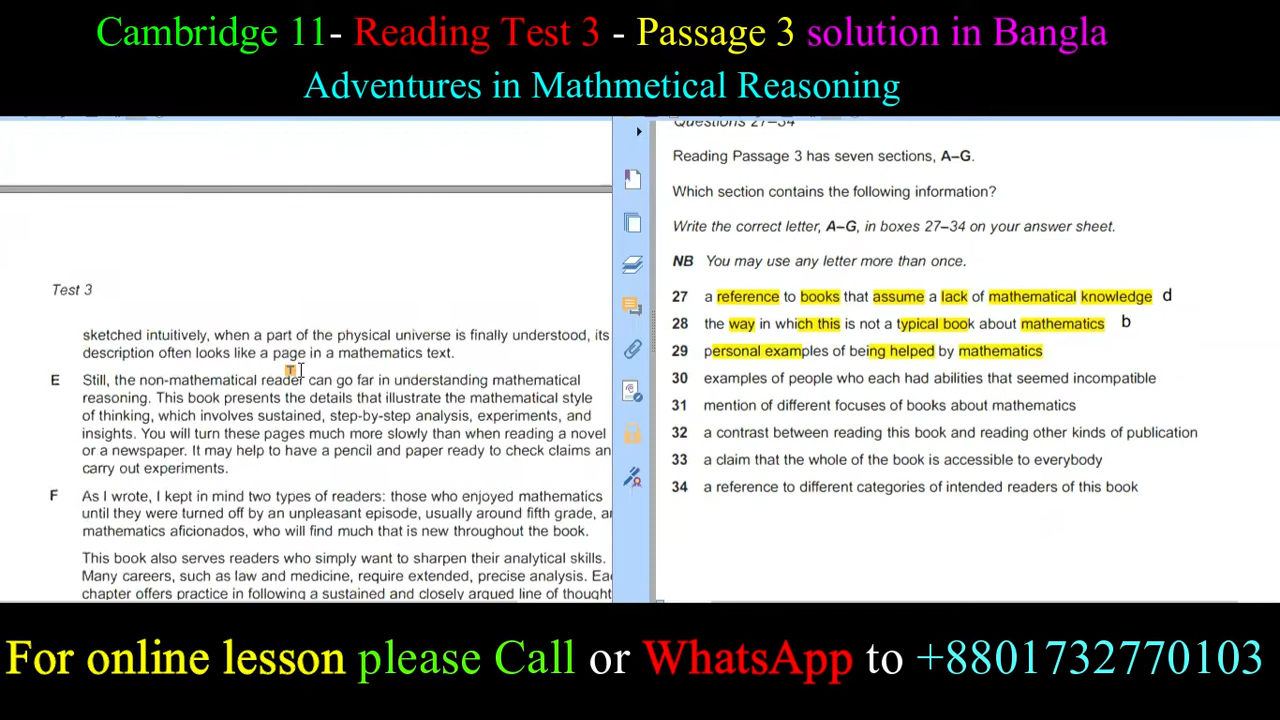 Cambridge 11- Reading Test 3 - Passage 3 solution in Bangla
Adventures in Mathmetical Reasoning
Test 3
sketched intuitively, when a part of the physical universe is finally understood, its
description often looks like a page in a mathematics text.
E Still, the non-mathematical reader can go far in understanding mathematical
reasoning. This book presents the details that illustrate the mathematical style
of thinking, which involves sustained, step-by-step analysis, experiments, and
insights. You will turn these pages much more slowly than when reading a novel
or a newspaper. It may help to have a pencil and paper ready to check claims an
carry out experiments.
F As I wrote, I kept in mind two types of readers: those who enjoyed mathematics
until they were turned off by an unpleasant episode, usually around fifth grade, ar
mathematics aficionados, who will find much that is new throughout the book.
This book also serves readers who simply want to sharpen their analytical skills.
Many careers, such as law and medicine, require extended, precise analysis. Ea
chapter offers practice in following a sustained and closely argued line of thought
Questions 27–34
Reading Passage 3 has seven sections, A–G.
Which section contains the following information?
Write the correct letter, A–G, in boxes 27–34 on your answer sheet.
NB You may use any letter more than once.
27 a reference to books that assume a lack of mathematical knowledge d
28 the way in which this is not a typical book about mathematics b
29 personal examples of being helped by mathematics
30 examples of people who each had abilities that seemed incompatible
31 mention of different focuses of books about mathematics
32 a contrast between reading this book and reading other kinds of publication
33 a claim that the whole of the book is accessible to everybody
34 a reference to different categories of intended readers of this book
For online lesson please Call or WhatsApp to +8801732770103